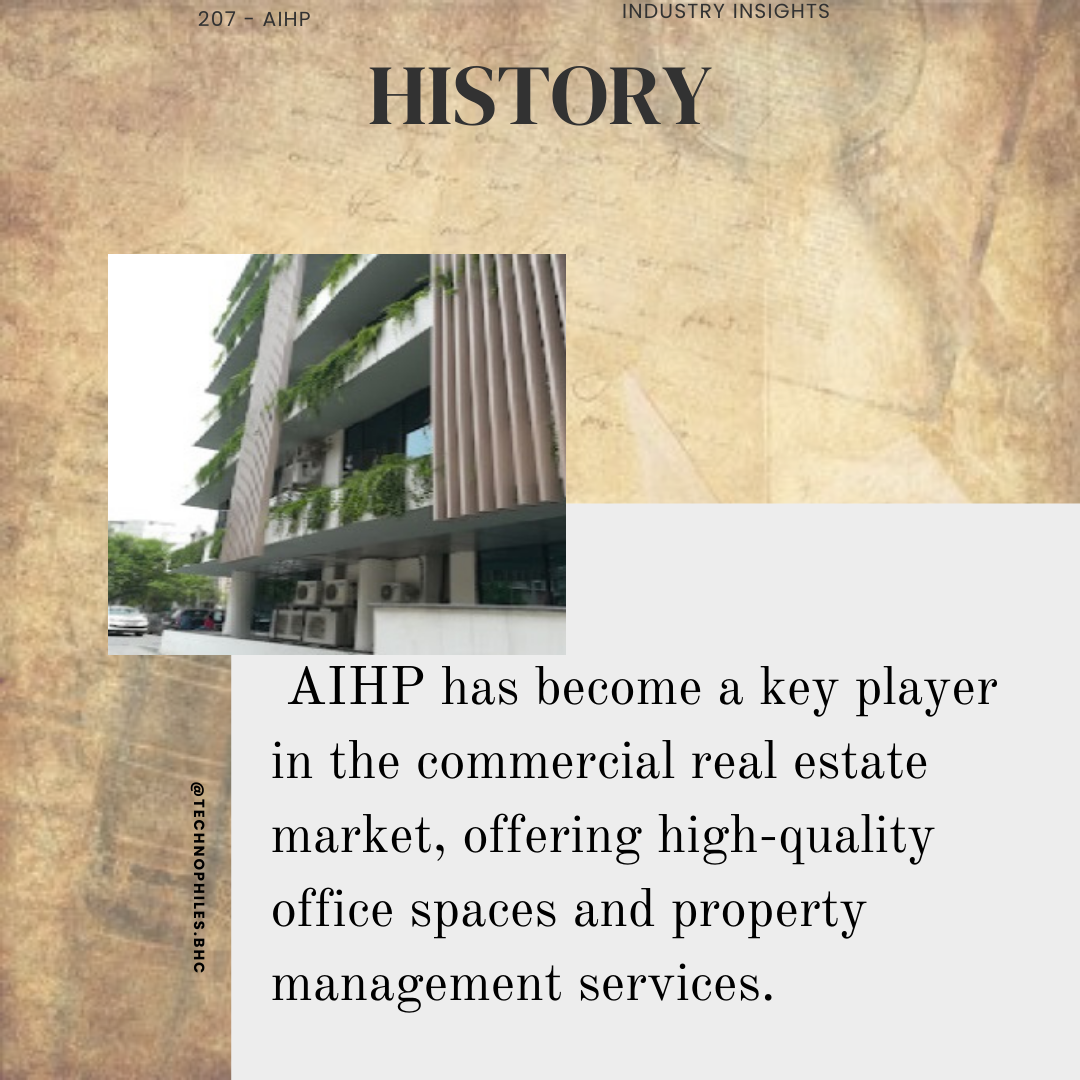 207 - AIHP
INDUSTRY INSIGHTS
HISTORY
AIHP has become a key player
in the commercial real estate
market, offering high-quality
office spaces and property
management services.
@TECHNOPHILES.BHC